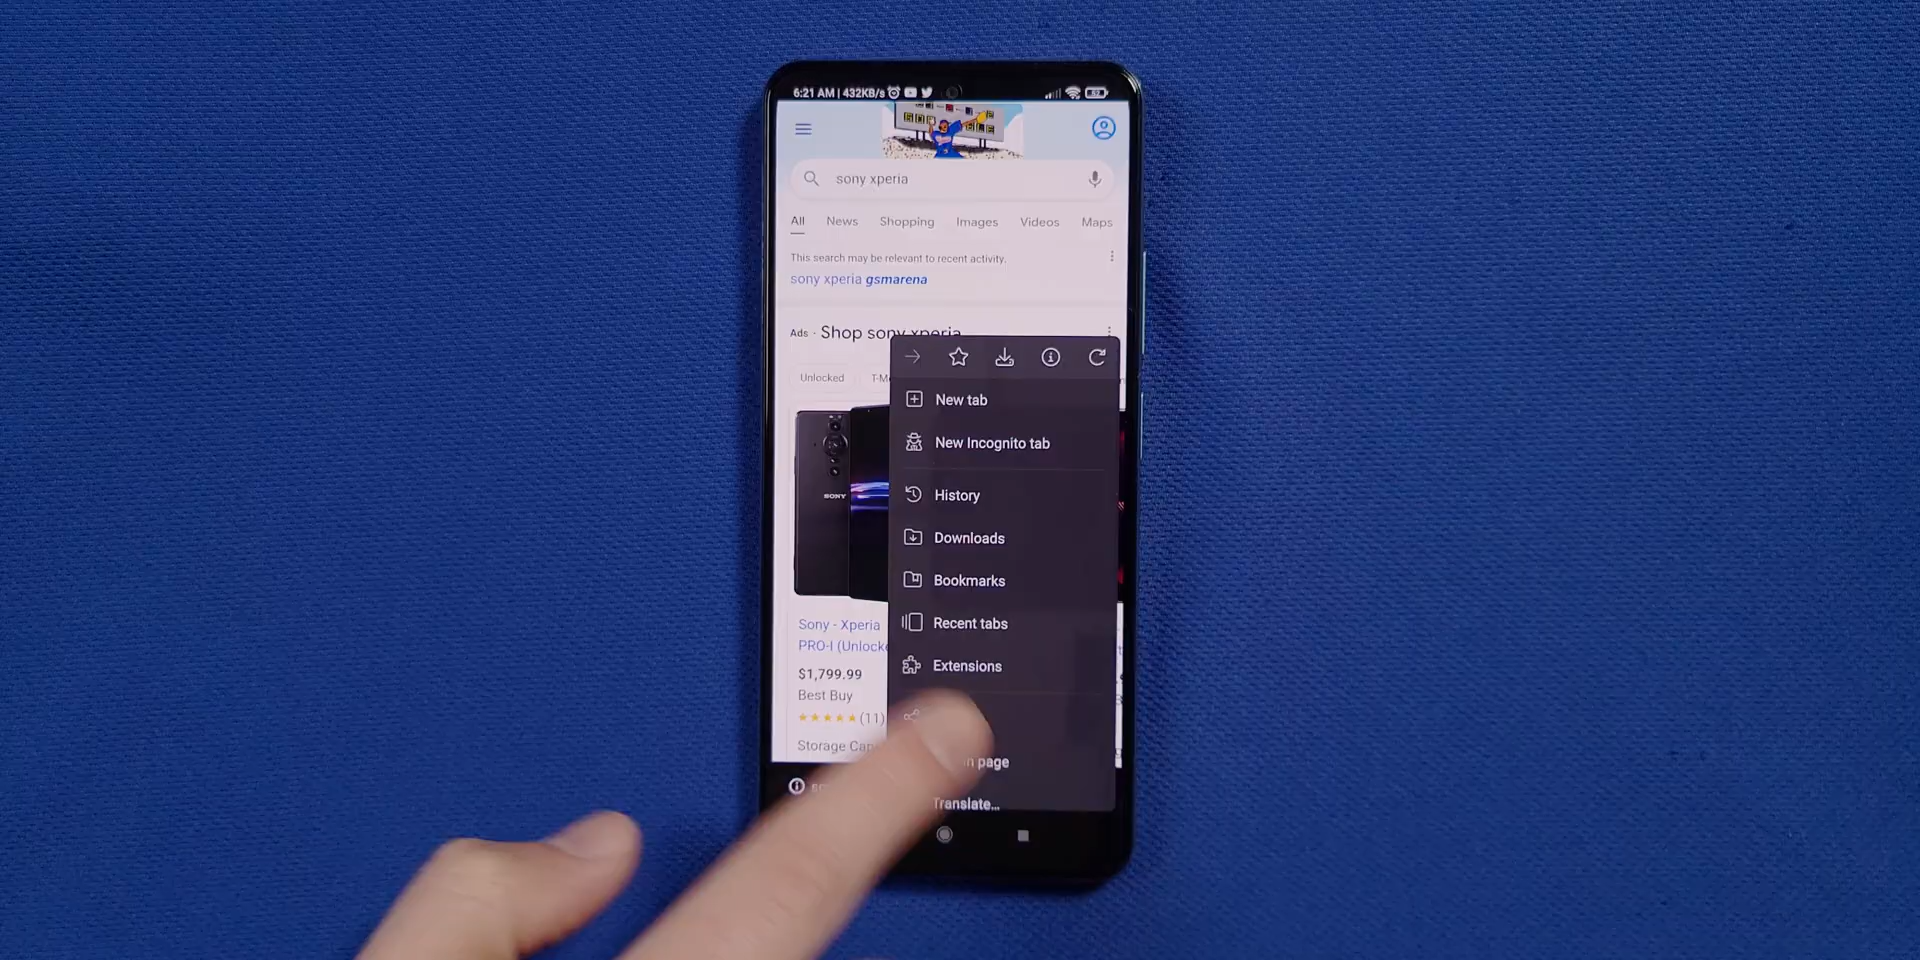 6:21 AM | 432KB/s
sony xperia
All News Shopping Images Videos Maps
This search may be relevant to recent activity.
sony xperia gsmarena
Ads · Shop sony xperia
Unlocked
New tab
New Incognito tab
SONY
History
Downloads
Bookmarks
Sony - Xperia
Recent tabs
PRO-I
Extensions
$1,799.99
Best Buy
(11)
Storage
page
Translate...